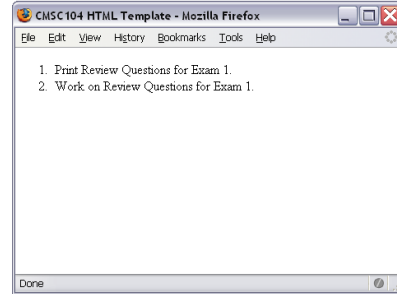 CMSC104 HTML Template - Mozilla Firefox
File Edit View History Bookmarks Tools Help
1. Print Review Questions for Exam 1.
2. Work on Review Questions for Exam 1.
Done